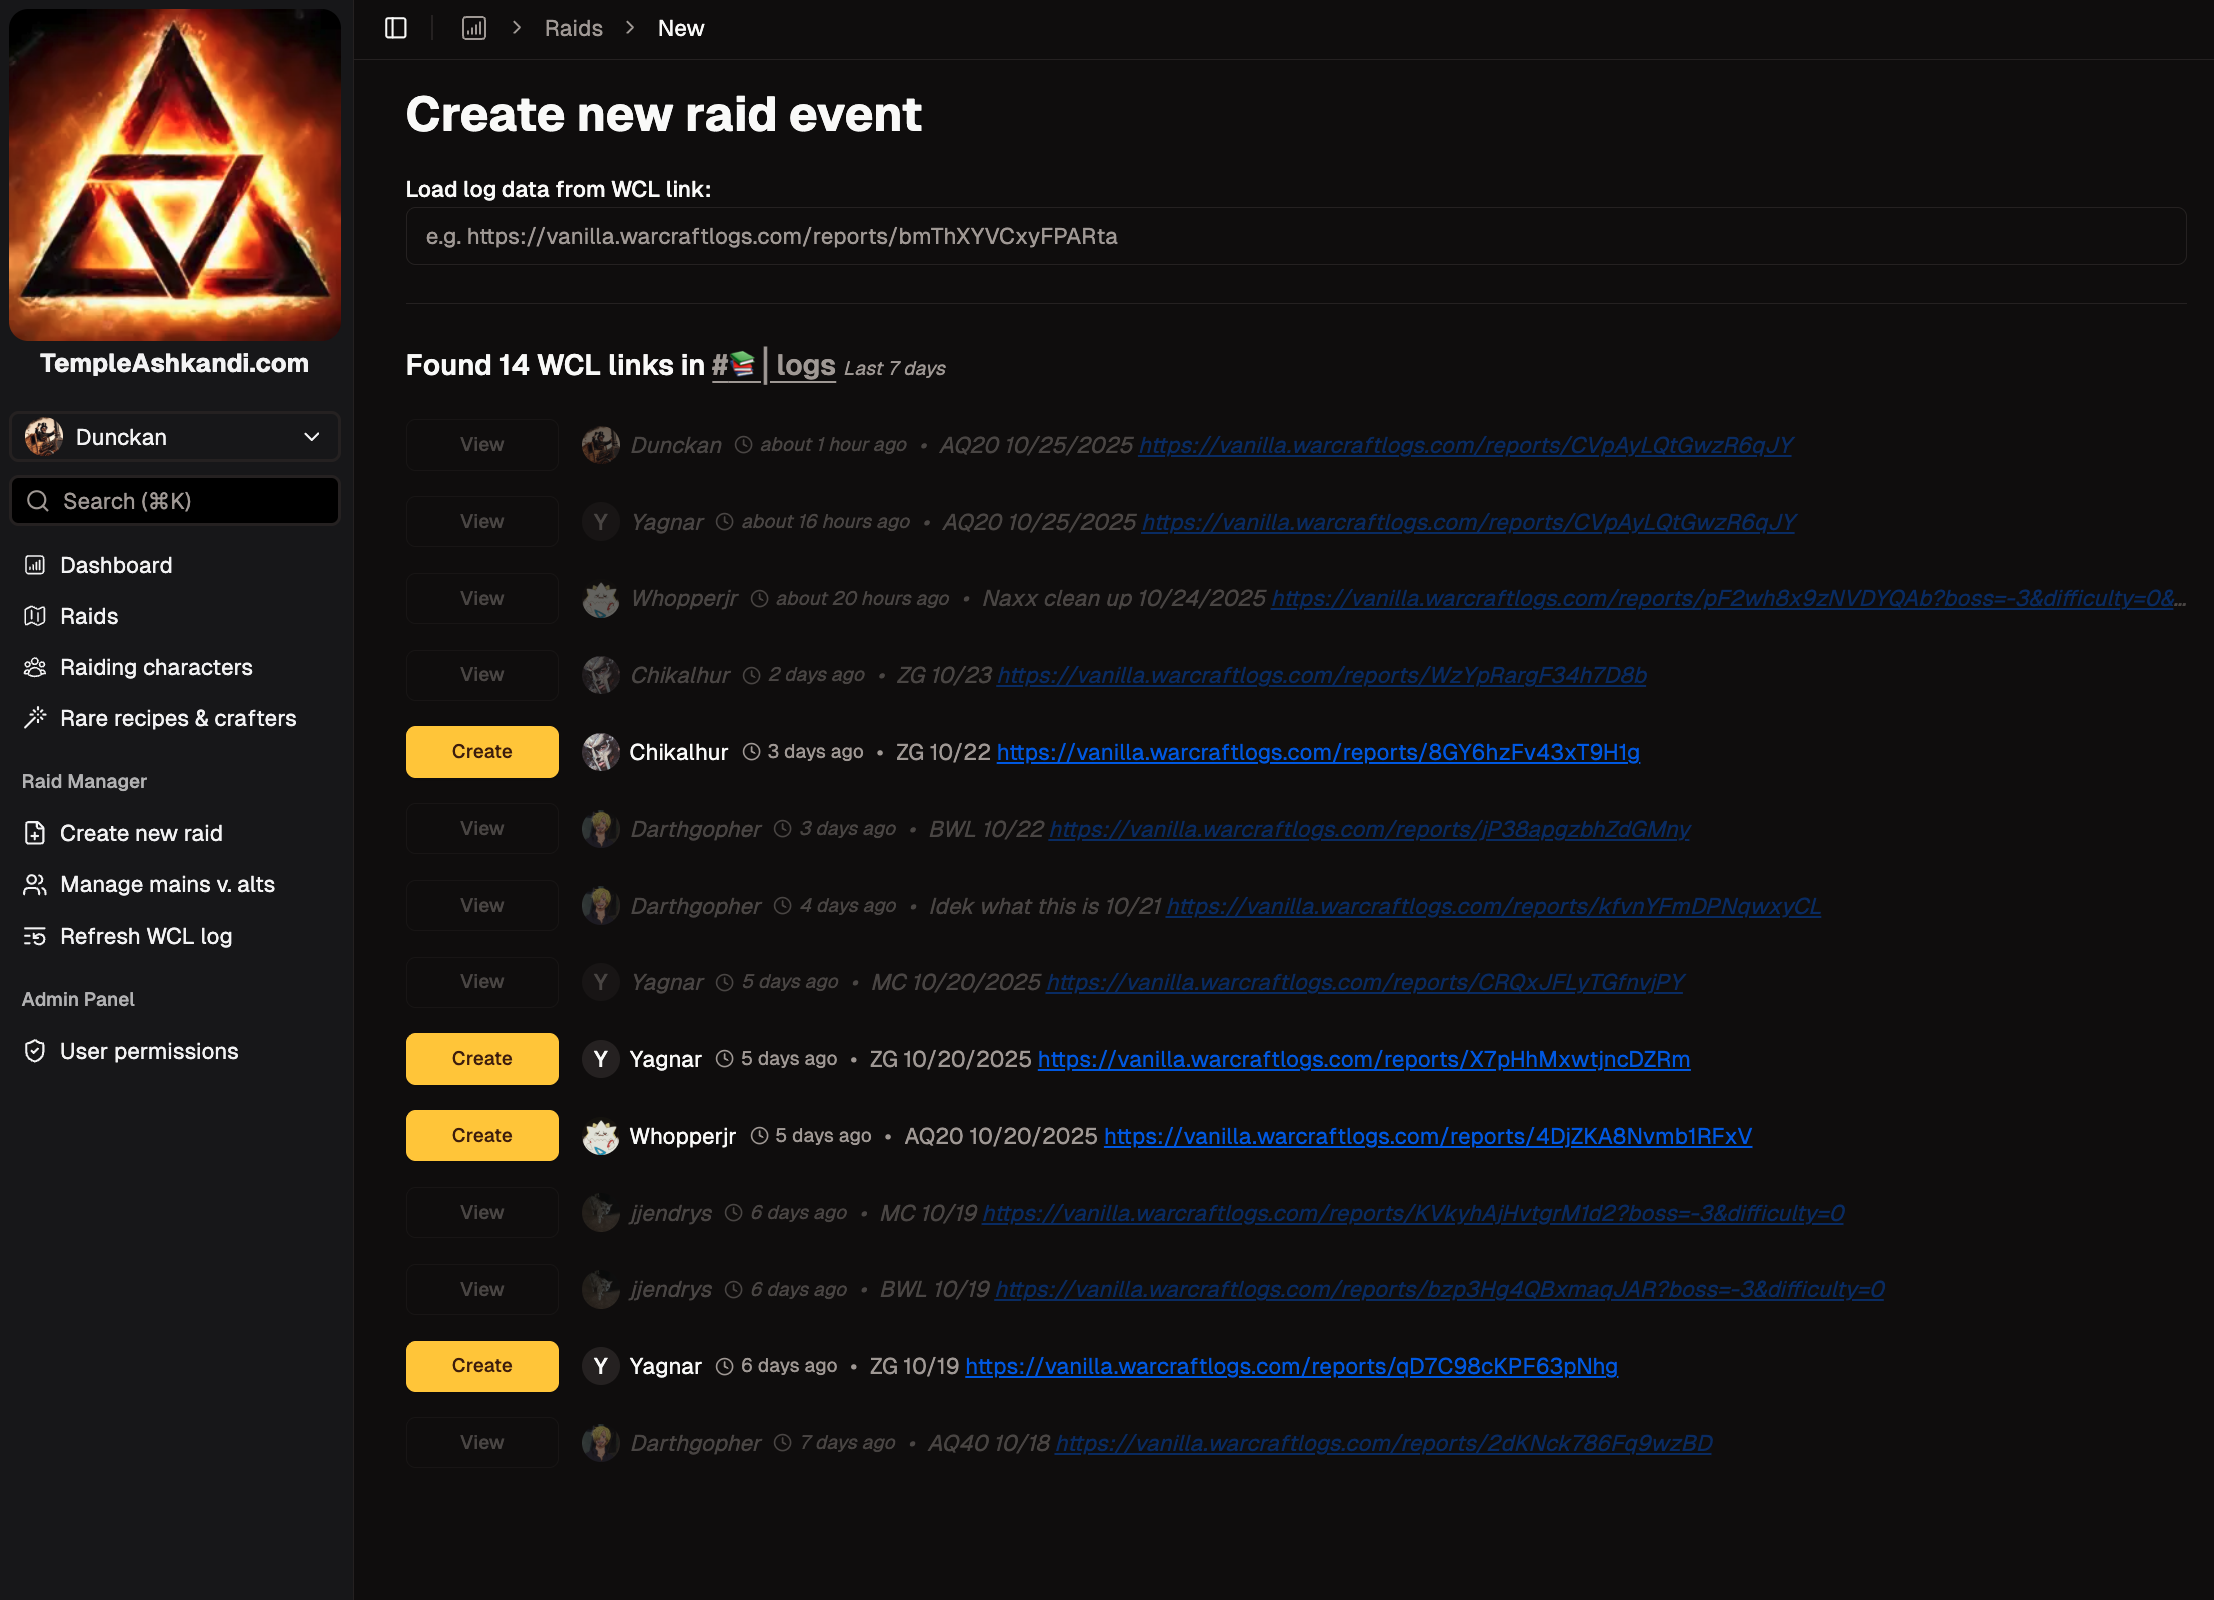 Raids > New
Create new raid event
Load log data from WCL link:
e.g. https://vanilla.warcraftlogs.com/reports/bmThXYVCxyFPARta
TempleAshkandi.com
Dunckan
Search (⌘K)
Dashboard
Raids
Raiding characters
Rare recipes & crafters
Raid Manager
Create new raid
Manage mains v. alts
Refresh WCL log
Admin Panel
User permissions
Found 14 WCL links in #📚│logs Last 7 days
View Dunckan about 1 hour ago • AQ20 10/25/2025 https://vanilla.warcraftlogs.com/reports/CVpAyLQtGwzR6qJY
View Y Yagnar about 16 hours ago • AQ20 10/25/2025 https://vanilla.warcraftlogs.com/reports/CVpAyLQtGwzR6qJY
View Whopperjr about 20 hours ago • Naxx clean up 10/24/2025 https://vanilla.warcraftlogs.com/reports/pF2wh8x9zNVDYQAb?boss=-3&difficulty=0&...
View Chikalhur 2 days ago • ZG 10/23 https://vanilla.warcraftlogs.com/reports/WzYpRargF34h7D8b
Create Chikalhur 3 days ago • ZG 10/22 https://vanilla.warcraftlogs.com/reports/8GY6hzFv43xT9H1g
View Darthgopher 3 days ago • BWL 10/22 https://vanilla.warcraftlogs.com/reports/jP38apgzbhZdGMny
View Darthgopher 4 days ago • Idek what this is 10/21 https://vanilla.warcraftlogs.com/reports/kfvnYFmDPNqwxyCL
View Y Yagnar 5 days ago • MC 10/20/2025 https://vanilla.warcraftlogs.com/reports/CRQxJFLyTGfnvjPY
Create Y Yagnar 5 days ago • ZG 10/20/2025 https://vanilla.warcraftlogs.com/reports/X7pHhMxwtjncDZRm
Create Whopperjr 5 days ago • AQ20 10/20/2025 https://vanilla.warcraftlogs.com/reports/4DjZKA8Nvmb1RFxV
View jjendrys 6 days ago • MC 10/19 https://vanilla.warcraftlogs.com/reports/KVkyhAjHvtgrM1d2?boss=-3&difficulty=0
View jjendrys 6 days ago • BWL 10/19 https://vanilla.warcraftlogs.com/reports/bzp3Hg4QBxmaqJAR?boss=-3&difficulty=0
Create Y Yagnar 6 days ago • ZG 10/19 https://vanilla.warcraftlogs.com/reports/qD7C98cKPF63pNhg
View Darthgopher 7 days ago • AQ40 10/18 https://vanilla.warcraftlogs.com/reports/2dKNck786Fq9wzBD